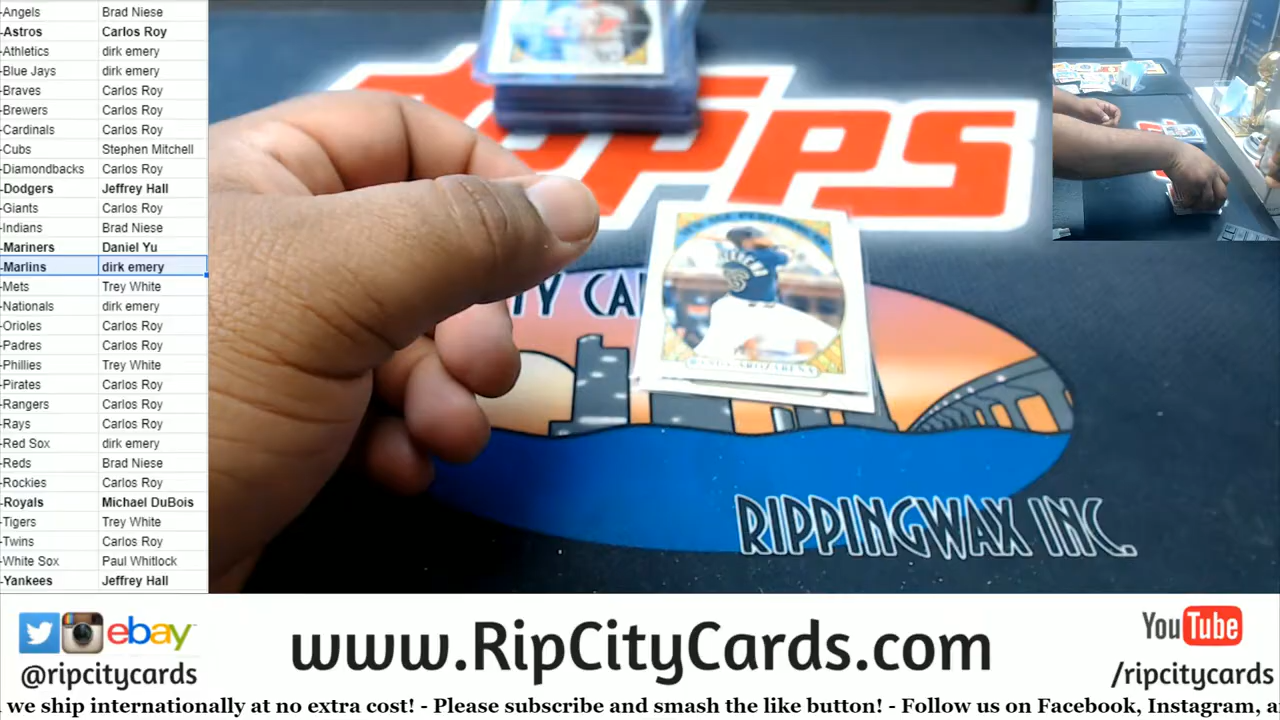 -Angels Brad Niese
-Astros Carlos Roy
-Athletics dirk emery
-Blue Jays dirk emery
-Braves Carlos Roy
-Brewers Carlos Roy
-Cardinals Carlos Roy
-Cubs Stephen Mitchell
-Diamondbacks Carlos Roy
-Dodgers Jeffrey Hall
-Giants Carlos Roy
-Indians Brad Niese
-Mariners Daniel Yu
-Marlins dirk emery
-Mets Trey White
-Nationals dirk emery
-Orioles Carlos Roy
-Padres Carlos Roy
-Phillies Trey White
-Pirates Carlos Roy
-Rangers Carlos Roy
-Rays Carlos Roy
-Red Sox dirk emery
-Reds Brad Niese
-Rockies Carlos Roy
-Royals Michael DuBois
-Tigers Trey White
-Twins Carlos Roy
-White Sox Paul Whitlock
-Yankees Jeffrey Hall
RIPPINGWAX INC.
ebay
@ripcitycards
www.RipCityCards.com
YouTube
/ripcitycards
we ship internationally at no extra cost! - Please subscribe and smash the like button! - Follow us on Facebook, Instagram, a